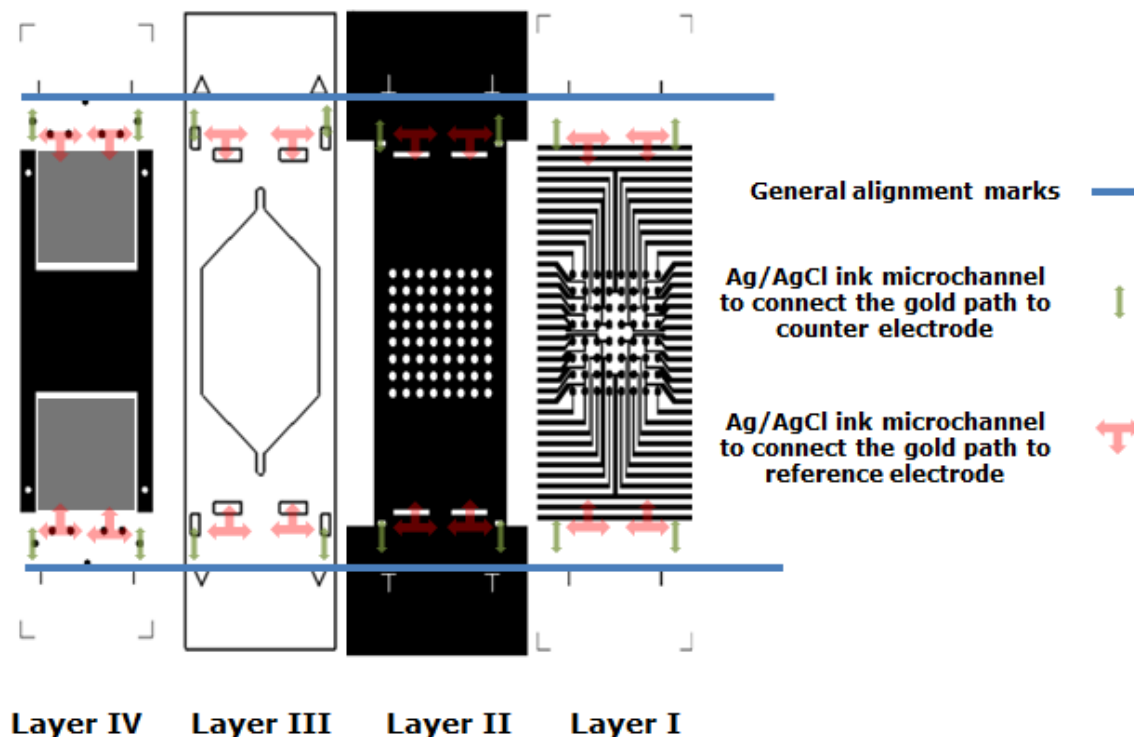 General alignment marks
Ag/AgCl ink microchannel
to connect the gold path to
counter electrode
Ag/AgCl ink microchannel
to connect the gold path to
reference electrode
Layer IV
Layer III
Layer II
Layer I